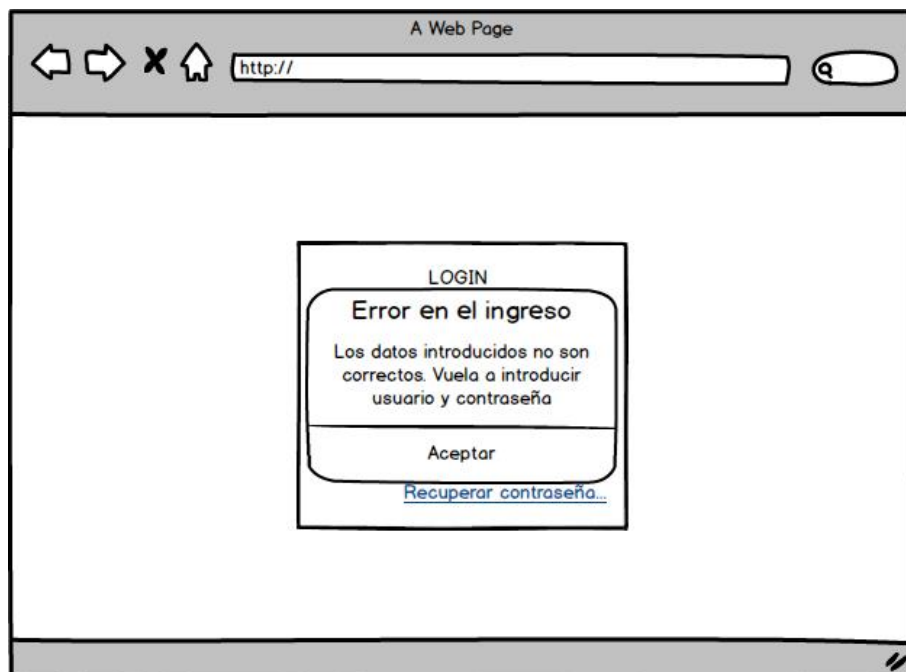 A Web Page
http://
LOGIN
Error en el ingreso
Los datos introducidos no son
correctos. Vuela a introducir
usuario y contraseña
Aceptar
Recuperar contraseña...